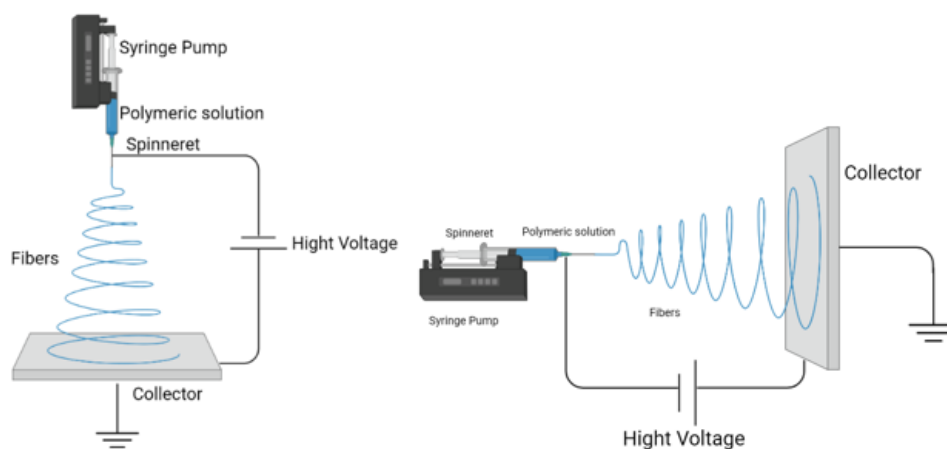 Syringe Pump
Polymeric solution
Spinneret
Fibers
Hight Voltage
Collector
Collector
Spinneret
Polymeric solution
Fibers
Syringe Pump
Hight Voltage